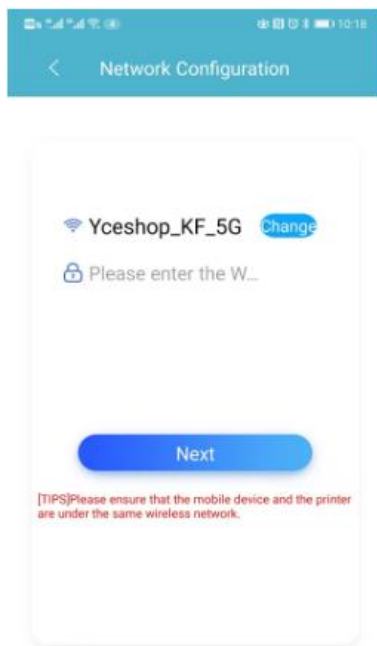 10:18
Network Configuration
Yceshop_KF_5G Change
Please enter the W...
Next
[TIPS]Please ensure that the mobile device and the printer
are under the same wireless network.